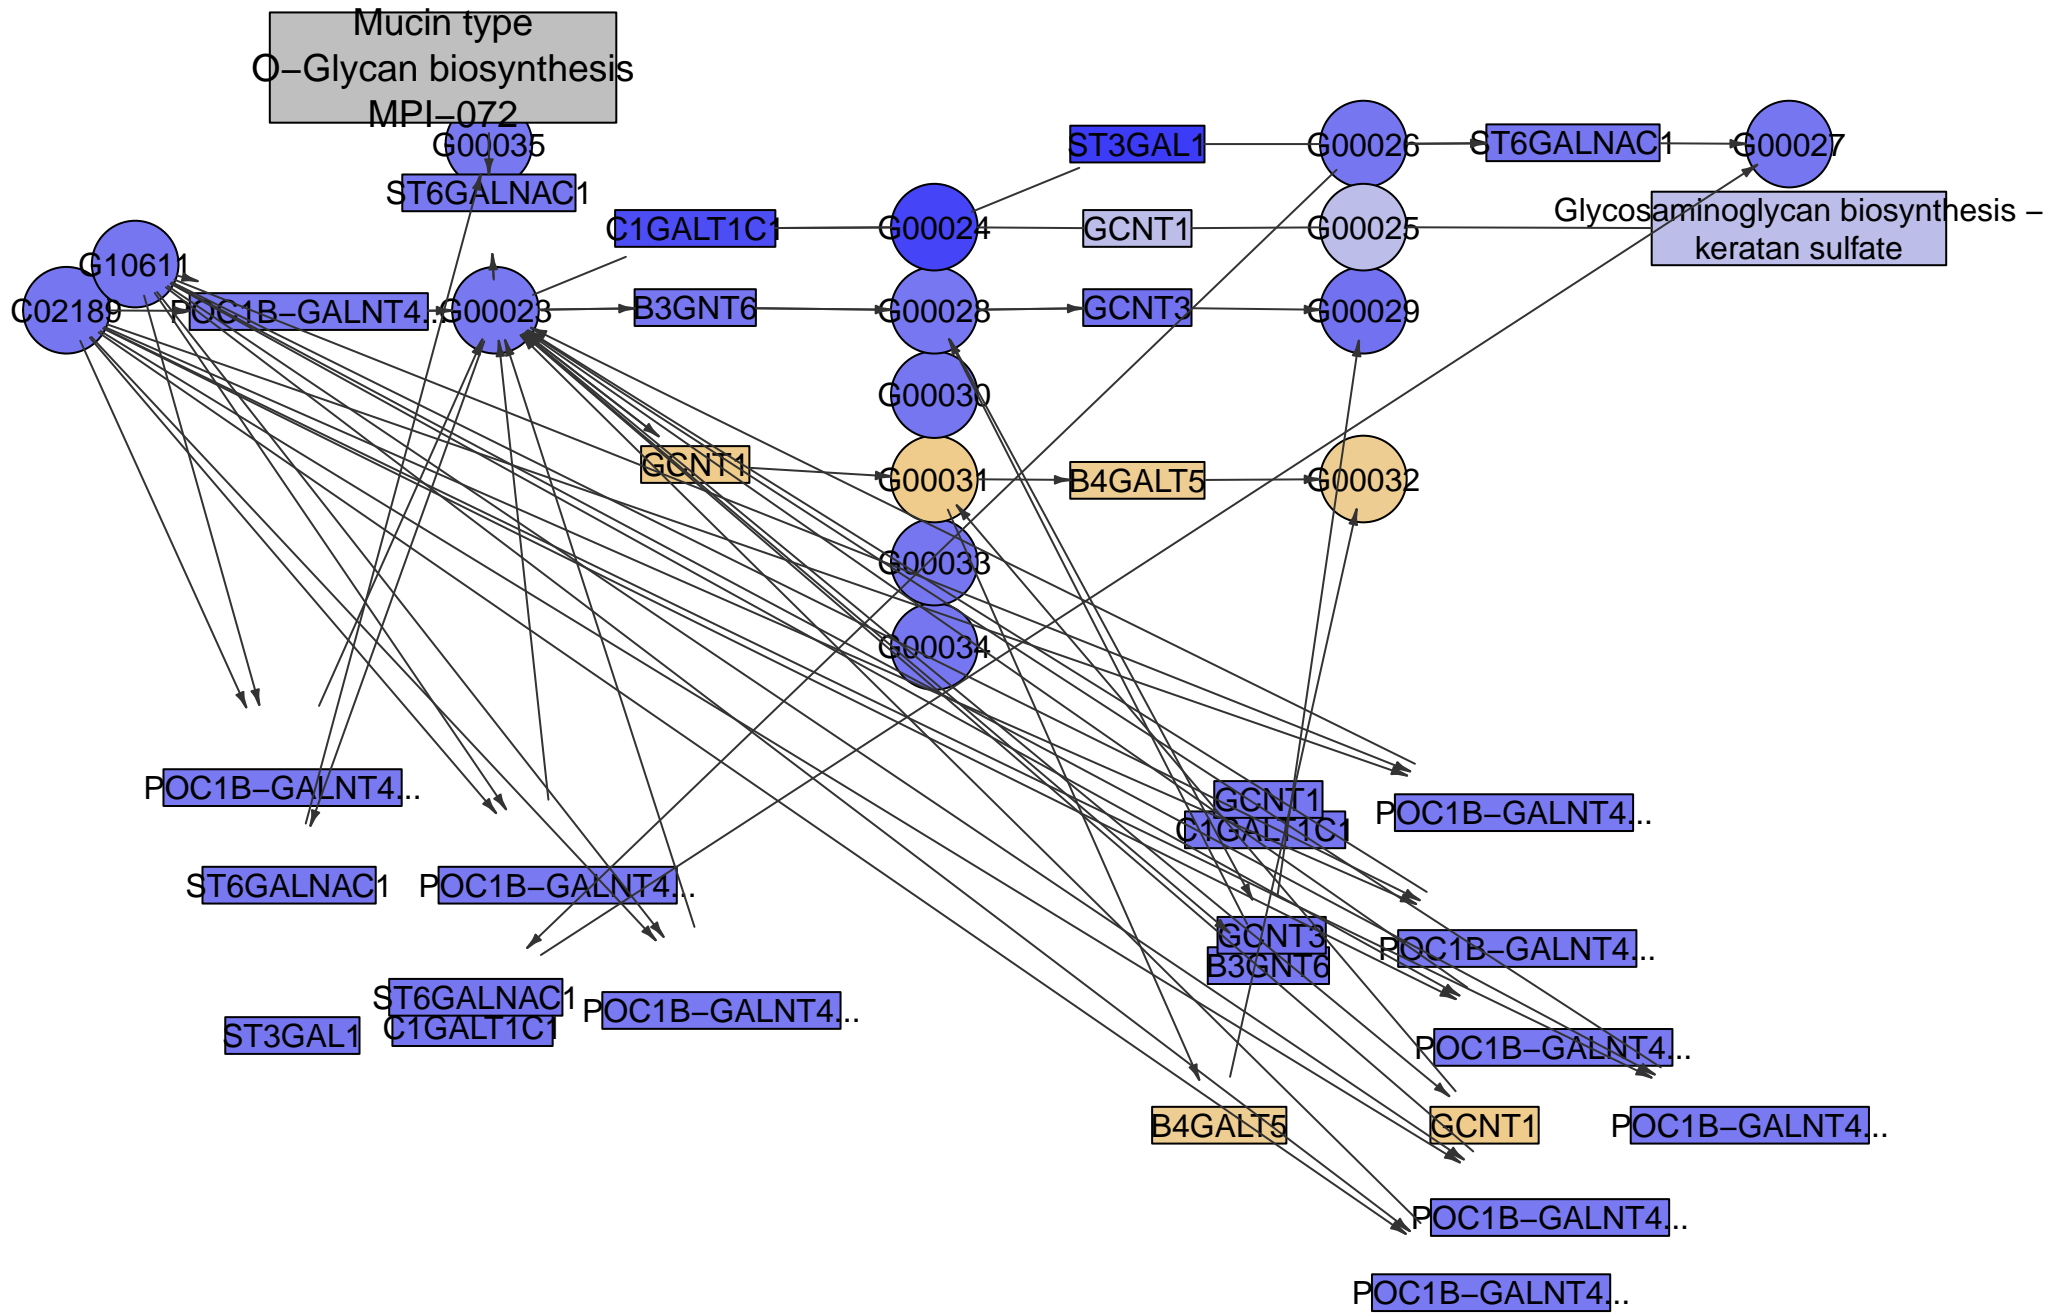 Mucin type
O−Glycan biosynthesis
MPI−072
G00035
ST6GALNAC1
ST3GAL1
G00026
ST6GALNAC1
G00027
C1GALT1C1
G00024
GCNT1
G00025
Glycosaminoglycan biosynthesis −
keratan sulfate
G10611
C02189
POC1B−GALNT4...
G00023
B3GNT6
G00028
GCNT3
G00029
G00030
GCNT1
G00031
B4GALT5
G00032
G00033
G00034
POC1B−GALNT4...
GCNT1
C1GALT1C1
POC1B−GALNT4...
ST6GALNAC1
POC1B−GALNT4...
GCNT3
B3GNT6
POC1B−GALNT4...
ST6GALNAC1
C1GALT1C1
ST3GAL1
POC1B−GALNT4...
POC1B−GALNT4...
B4GALT5
GCNT1
POC1B−GALNT4...
POC1B−GALNT4...
POC1B−GALNT4...